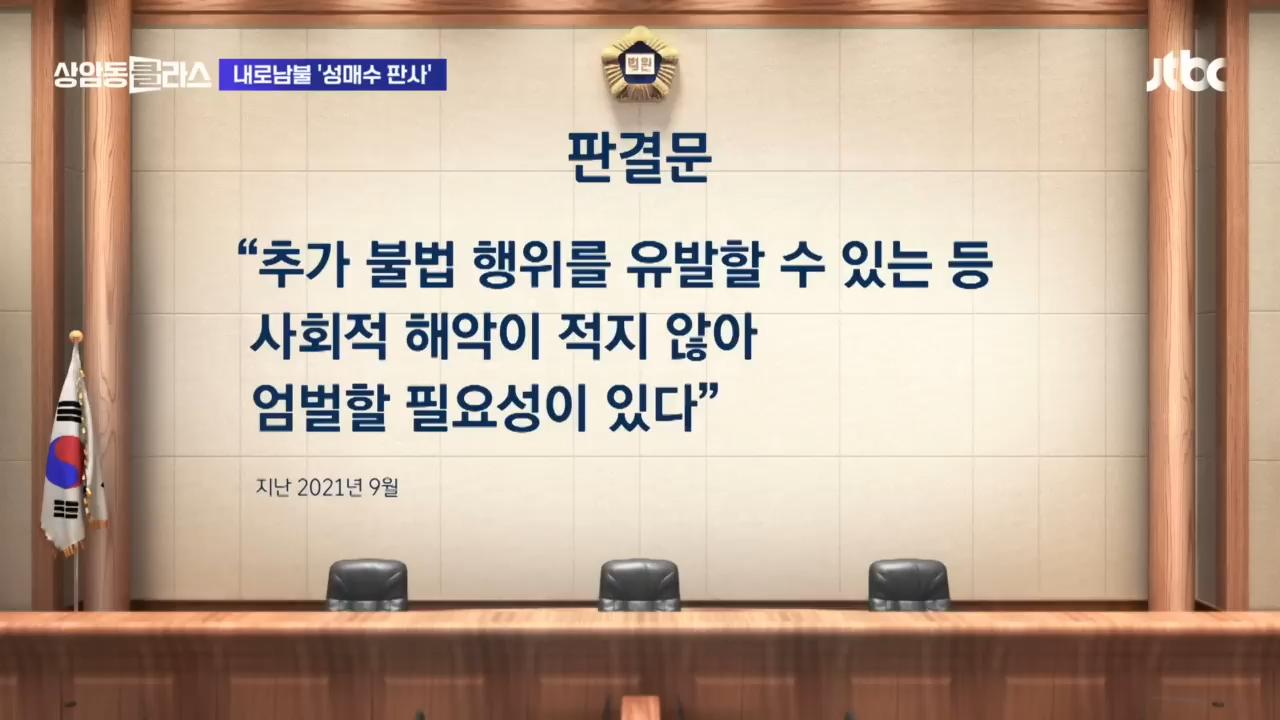 상암동클라스 내로남불 '성매수 판사'
jtbc
법원
판결문
“추가 불법 행위를 유발할 수 있는 등
사회적 해악이 적지 않아
엄벌할 필요성이 있다”
지난 2021년 9월